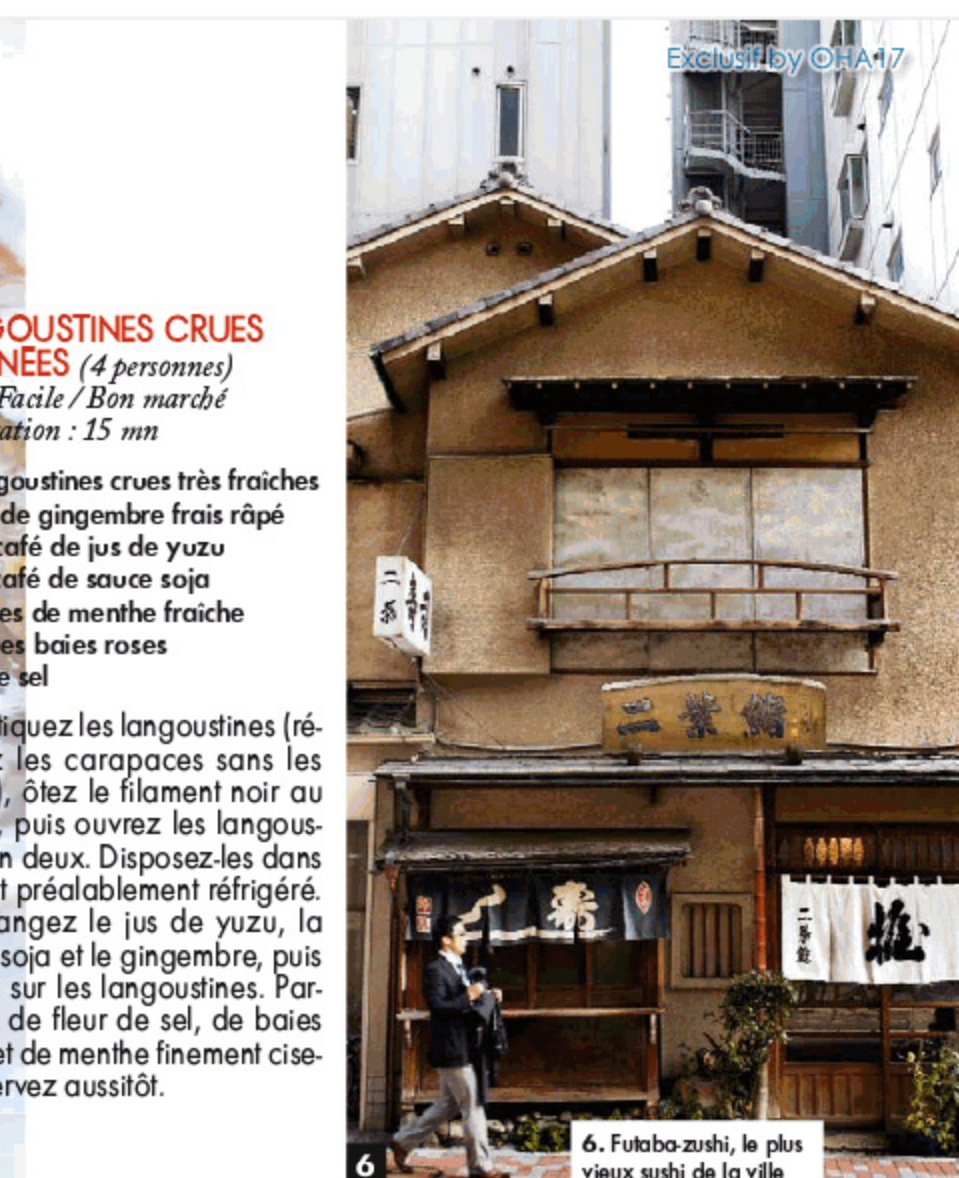 Exclusif by OHA17
GOUSTINES CRUES
NÉES (4 personnes)
Facile / Bon marché
ation : 15 mn
goustines crues très fraîches
de gingembre frais râpé
café de jus de yuzu
café de sauce soja
es de menthe fraîche
es baies roses
e sel
tiquez les langoustines (ré-
z les carapaces sans les
), ôtez le filament noir au
, puis ouvrez les langous-
n deux. Disposez-les dans
t préalablement réfrigéré.
angez le jus de yuzu, la
soja et le gingembre, puis
sur les langoustines. Par-
de fleur de sel, de baies
et de menthe finement cise-
ervez aussitôt.
二葉鮨
6
6. Futaba-zushi, le plus
vieux sushi de la ville